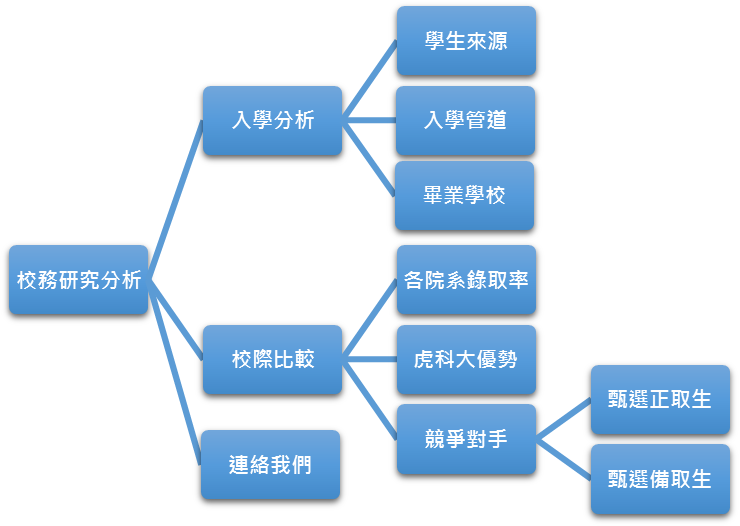 校務研究分析
入學分析
學生來源
入學管道
畢業學校
校際比較
各院系錄取率
虎科大優勢
競爭對手
甄選正取生
甄選備取生
連絡我們